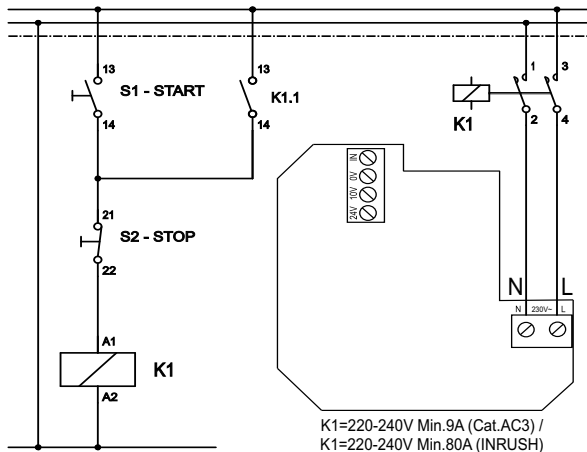 13
S1 - START
14
13
K1.1
14
1
3
K1
2
4
IN
0V
10V
24V
21
S2 - STOP
22
N L
N 230V~ L
A1
K1
A2
K1=220-240V Min.9A (Cat.AC3) /
K1=220-240V Min.80A (INRUSH)